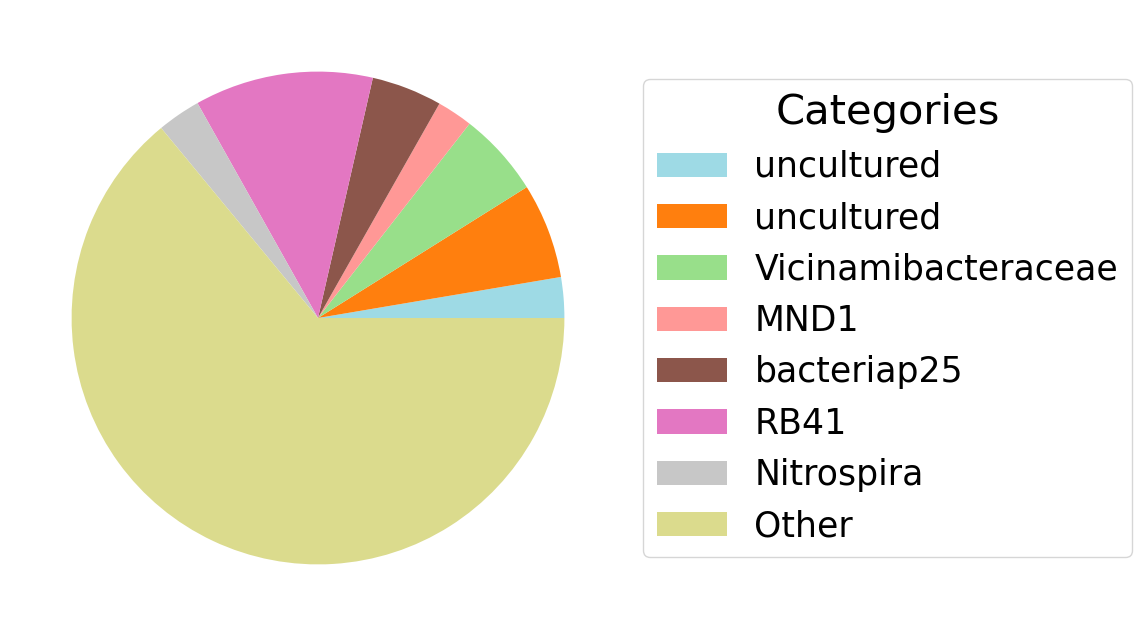 Categories
uncultured
uncultured
Vicinamibacteraceae
MND1
bacteriap25
RB41
Nitrospira
Other